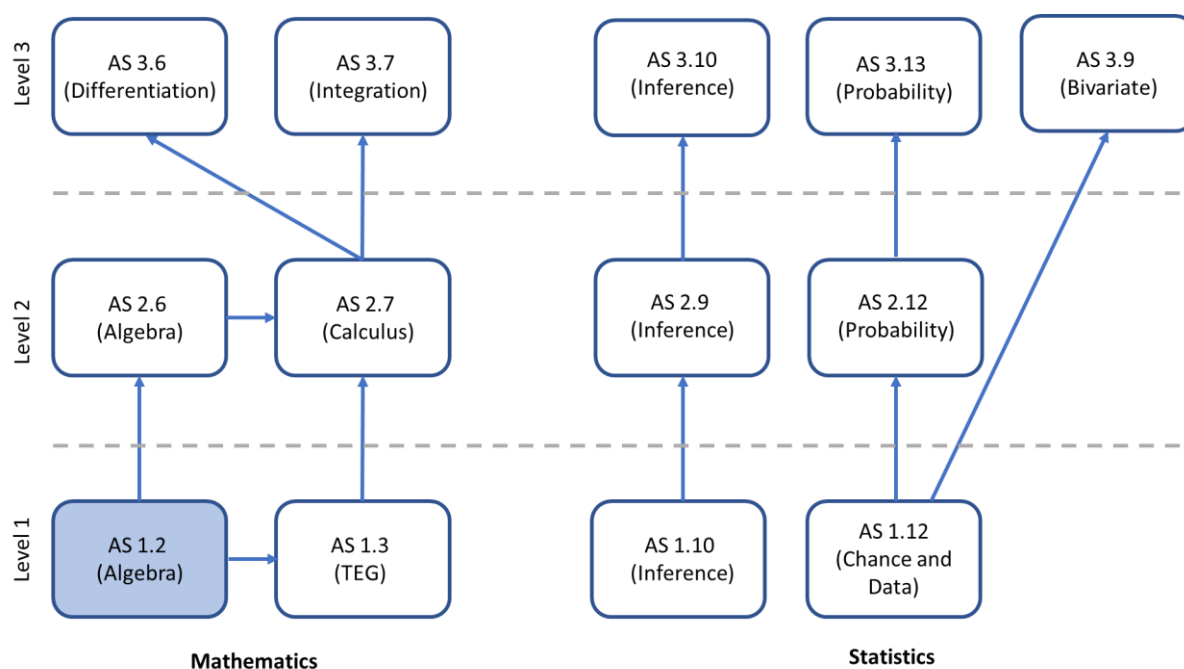 Level 3
AS 3.6
(Differentiation)
AS 3.7
(Integration)
AS 3.10
(Inference)
AS 3.13
(Probability)
AS 3.9
(Bivariate)
Level 2
AS 2.6
(Algebra)
AS 2.7
(Calculus)
AS 2.9
(Inference)
AS 2.12
(Probability)
Level 1
AS 1.2
(Algebra)
AS 1.3
(TEG)
AS 1.10
(Inference)
AS 1.12
(Chance and
Data)
Mathematics
Statistics